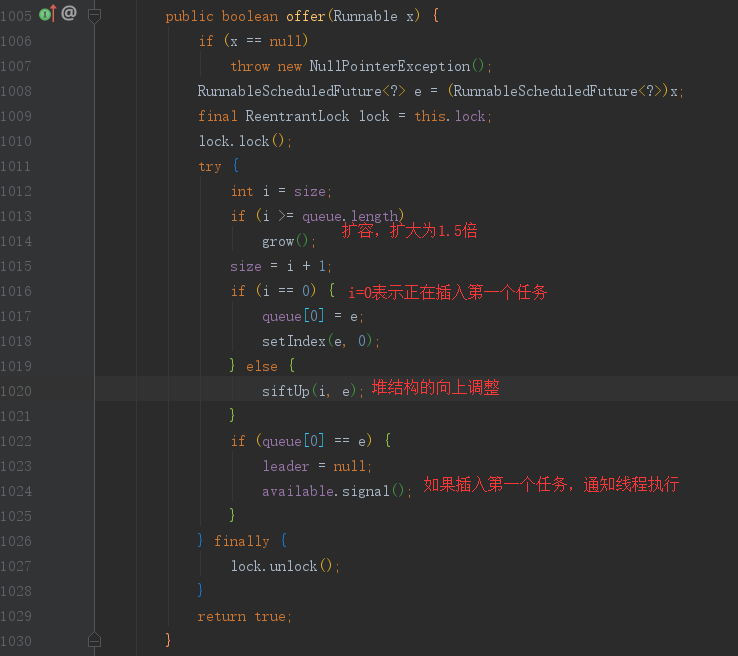 1005 @ public boolean offer(Runnable x) {
1006 if (x == null)
1007 throw new NullPointerException();
1008 RunnableScheduledFuture<?> e = (RunnableScheduledFuture<?>)x;
1009 final ReentrantLock lock = this.lock;
1010 lock.lock();
1011 try {
1012 int i = size;
1013 if (i >= queue.length)
扩容，扩大为1.5倍
1014 grow();
1015 size = i + 1;
1016 if (i == 0) { i=0表示正在插入第一个任务
1017 queue[0] = e;
1018 setIndex(e, 0);
1019 } else {
1020 siftUp(i, e); 堆结构的向上调整
1021 }
1022 if (queue[0] == e) {
1023 leader = null;
1024 available.signal(); 如果插入第一个任务，通知线程执行
1025 }
1026 } finally {
1027 lock.unlock();
1028 }
1029 return true;
1030 }